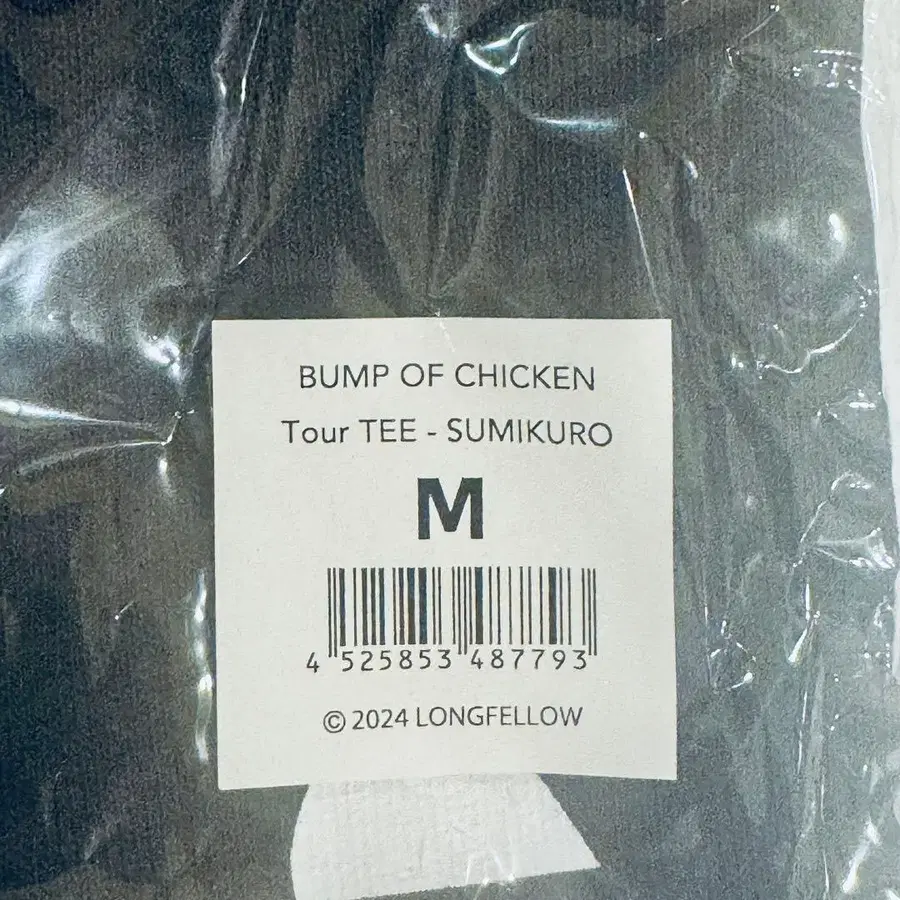 BUMP OF CHICKEN
Tour TEE - SUMIKURO
M
4 525853 487793
© 2024 LONGFELLOW